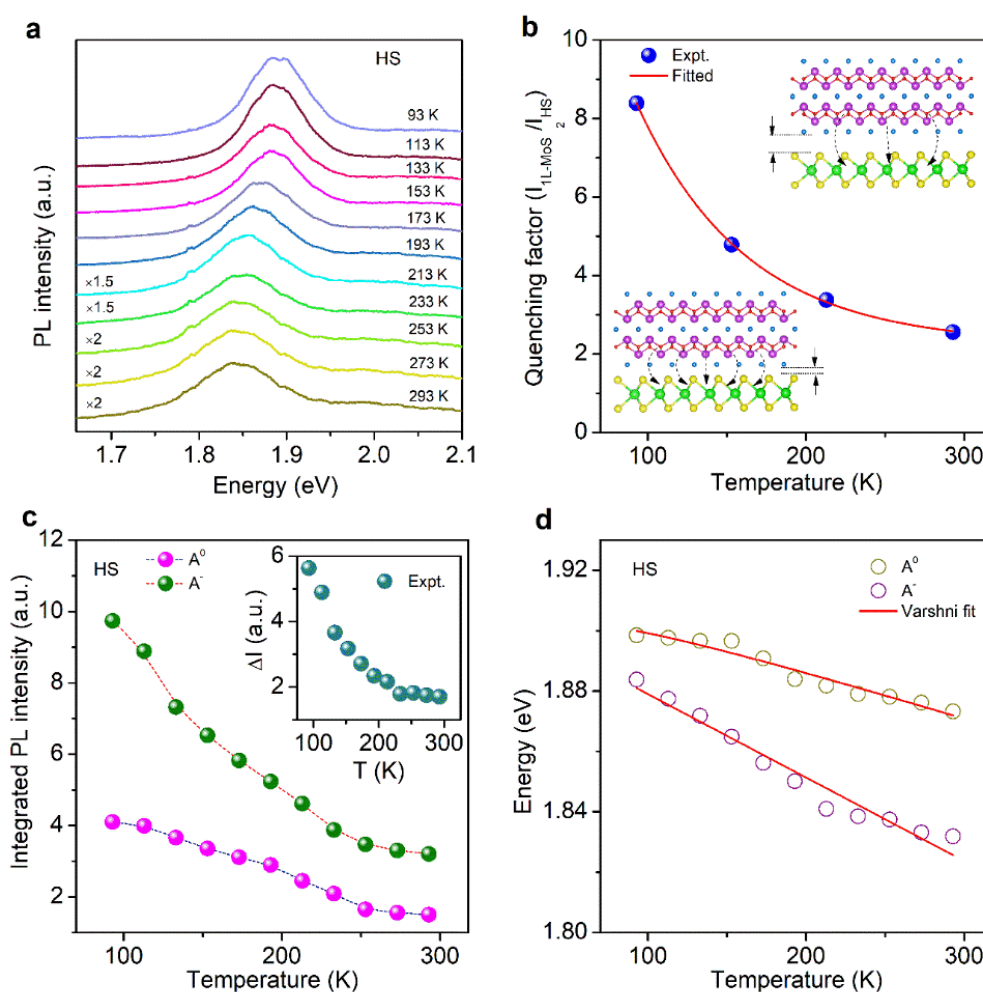 a
HS
PL intensity (a.u.)
93 K
113 K
133 K
153 K
173 K
193 K
×1.5
213 K
×1.5
233 K
×2
253 K
×2
273 K
×2
293 K
1.7
1.8
1.9
2.0
2.1
Energy (eV)
b
Quenching factor (I1L-MoS2/IHS)
10
8
6
4
2
0
Expt.
Fitted
100
200
300
Temperature (K)
c
Integrated PL intensity (a.u.)
12
10
8
6
4
2
HS
A0
A-
ΔI (a.u.)
6
4
2
Expt.
100
200
300
T (K)
100
200
300
Temperature (K)
d
Energy (eV)
1.92
1.88
1.84
1.80
HS
A0
A-
Varshni fit
100
200
300
Temperature (K)